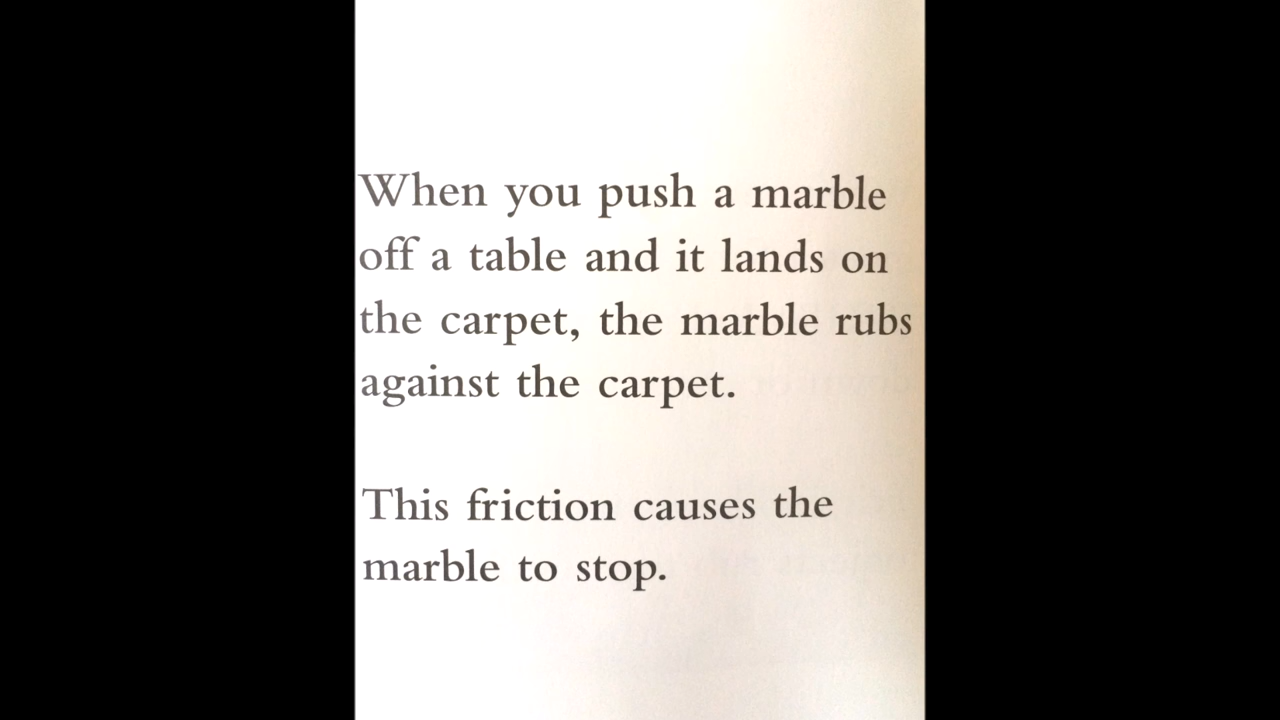 When you push a marble
off a table and it lands on
the carpet, the marble rubs
against the carpet.
This friction causes the
marble to stop.